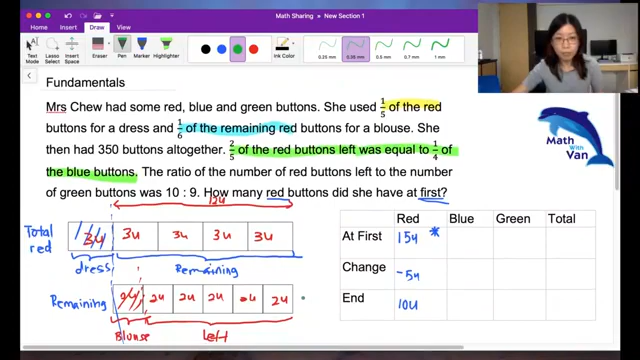 Math Sharing
New Section 1
Home
Insert
Draw
View
Text Mode
Lasso Select
Eraser
Pen
Marker
Highlighter
Ink Color
0.25 mm
0.35 mm
0.5 mm
0.7 mm
1 mm
Fundamentals
Mrs Chew had some red, blue and green buttons. She used 1/5 of the red
buttons for a dress and 1/6 of the remaining red buttons for a blouse. She
then had 350 buttons altogether. 2/5 of the red buttons left was equal to 1/4 of
the blue buttons. The ratio of the number of red buttons left to the number
of green buttons was 10 : 9. How many red buttons did she have at first?
Math
With
Van
12u
Total red
3u 3u 3u 3u 3u
dress
Remaining
Remaining
2u 2u 2u 2u 2u 2u
Blouse
Left
Red Blue Green Total
At First 15u *
Change -5u
End 10u